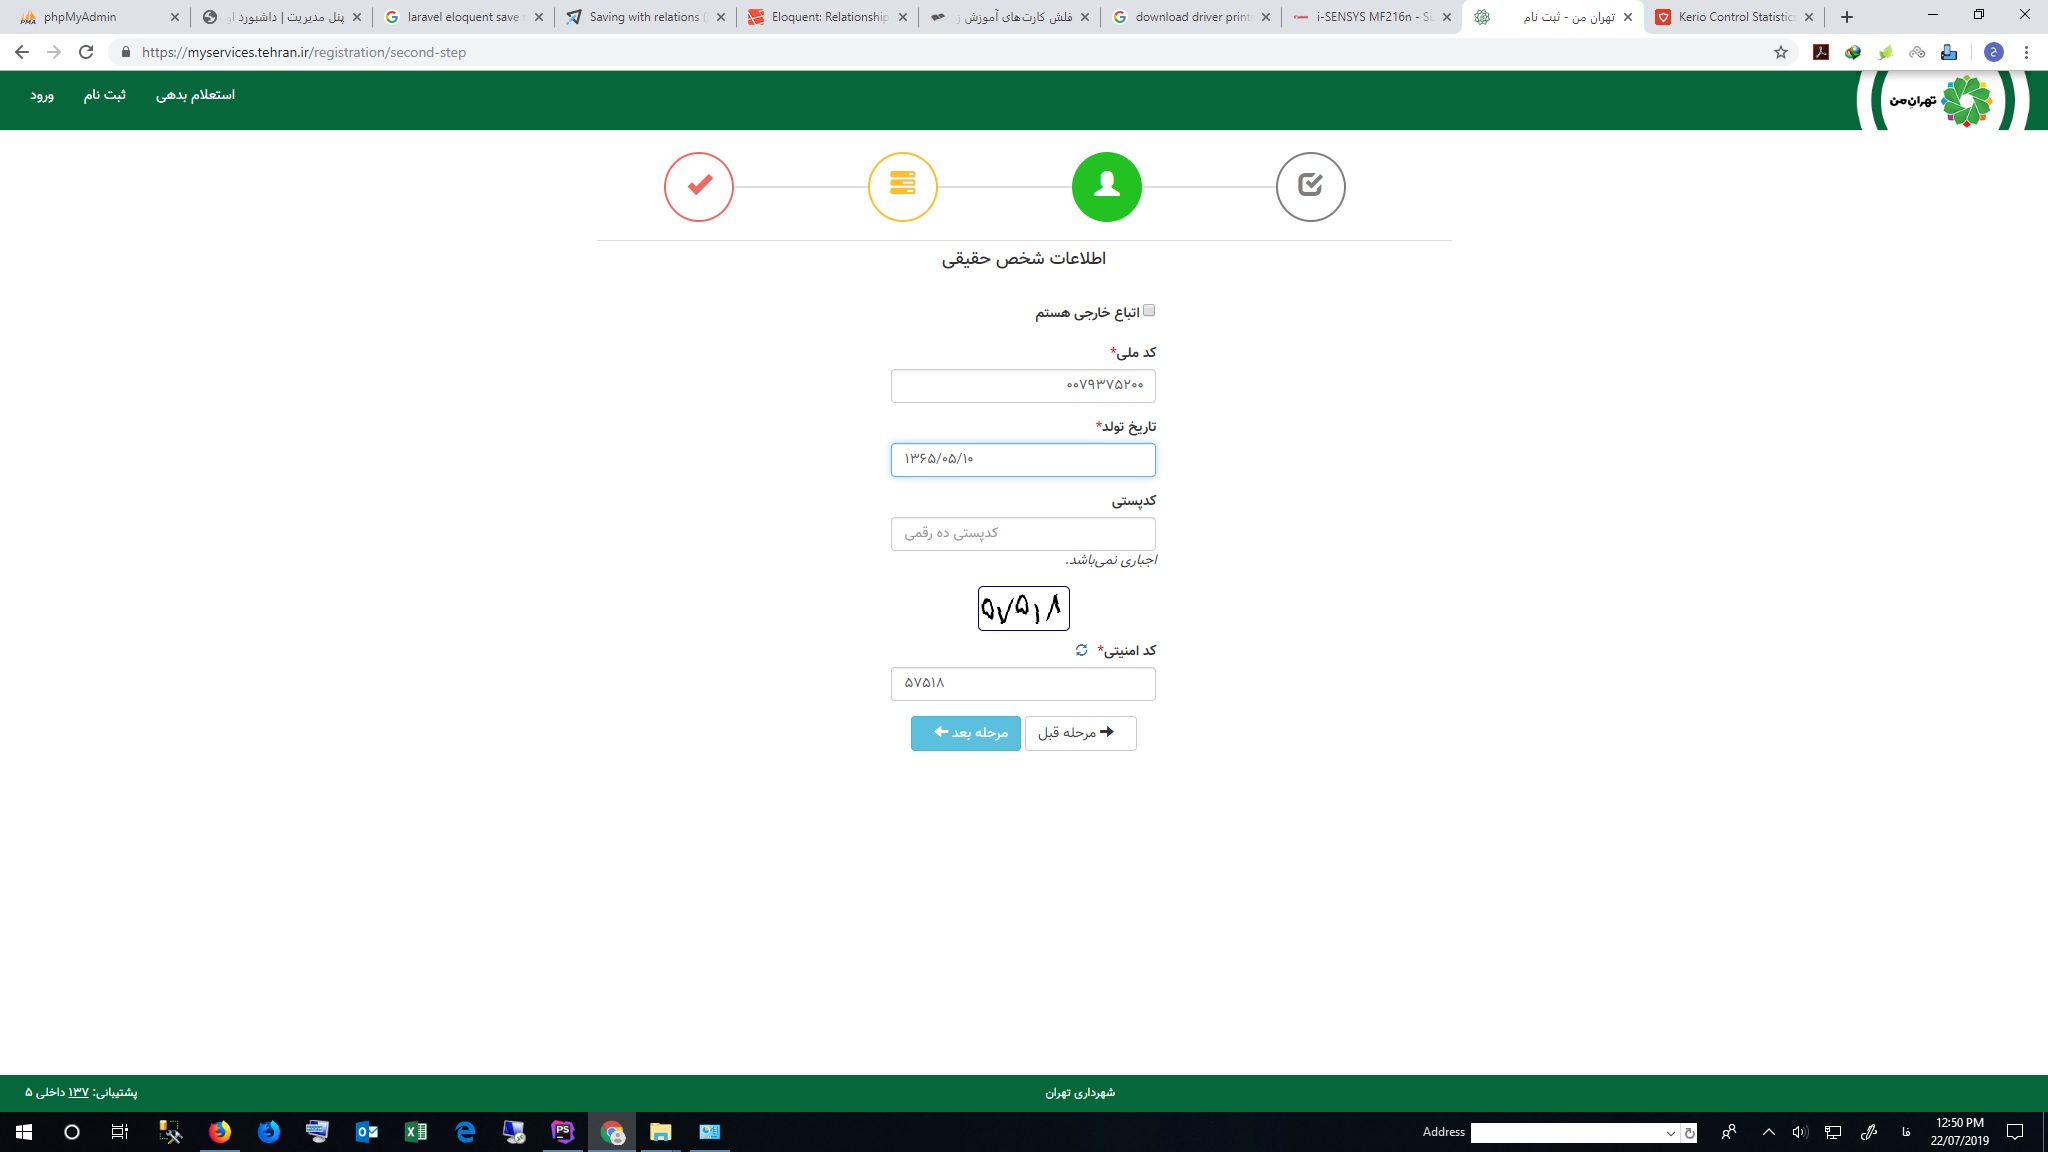 phpMyAdmin
پنل مدیریت | داشبورد
laravel eloquent save
Saving with relations
Eloquent: Relationship
فلش کارت‌های آموزش
download driver print
i-SENSYS MF216n - Su
تهران من - ثبت نام
Kerio Control Statistics
https://myservices.tehran.ir/registration/second-step
تهران‌من
استعلام بدهی
ثبت نام
ورود
اطلاعات شخص حقیقی
اتباع خارجی هستم
کد ملی*
۰۰۷۹۳۷۵۲۰۰
تاریخ تولد*
۱۳۶۵/۰۵/۱۰
کدپستی
کدپستی ده رقمی
اجباری نمی‌باشد.
۵۷۵۱۸
کد امنیتی*
۵۷۵۱۸
مرحله قبل
مرحله بعد
شهرداری تهران
پشتیبانی: ۱۳۷ داخلی ۵
Address
فا
12:50 PM
22/07/2019